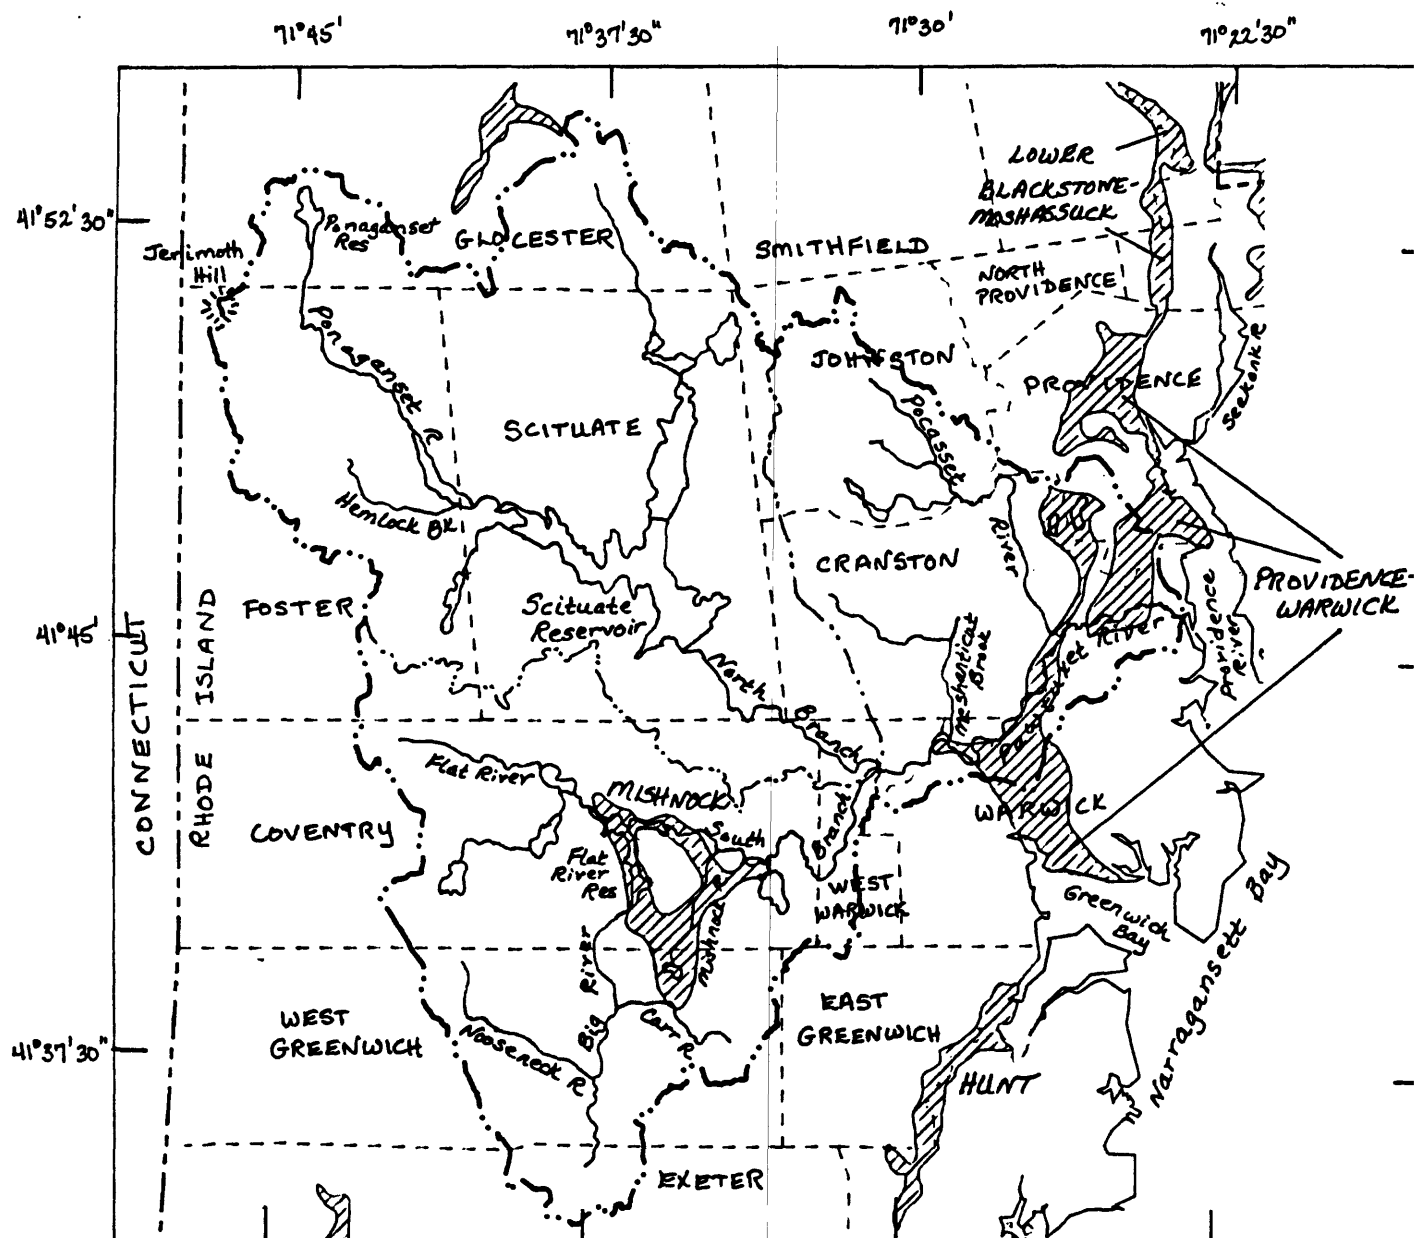 71°45'
71°37'30"
71°30'
71°22'30"
LOWER
BLACKSTONE-
MOSHASSUCK
41°52'30"
Ponaganset
Res
GLOCESTER
SMITHFIELD
Jerimoth
Hill
NORTH
PROVIDENCE
Ponaganset R
JOHNSTON
PROVIDENCE
Seekonk R
Pocasset
River
SCITUATE
Hemlock Bk
CRANSTON
PROVIDENCE-
WARWICK
FOSTER
Scituate
Reservoir
41°45'
CONNECTICUT
RHODE ISLAND
North
Branch
Meshanticut
Brook
Pawtuxet River
Providence
River
Flat River
MISHNOCK
South
Branch
WARWICK
COVENTRY
Flat
River
Res
WEST
WARWICK
Mishnock R
Greenwich
Bay
Narragansett Bay
Big River
WEST
GREENWICH
Nooseneck R
Carr R
EAST
GREENWICH
41°37'30"
HUNT
EXETER